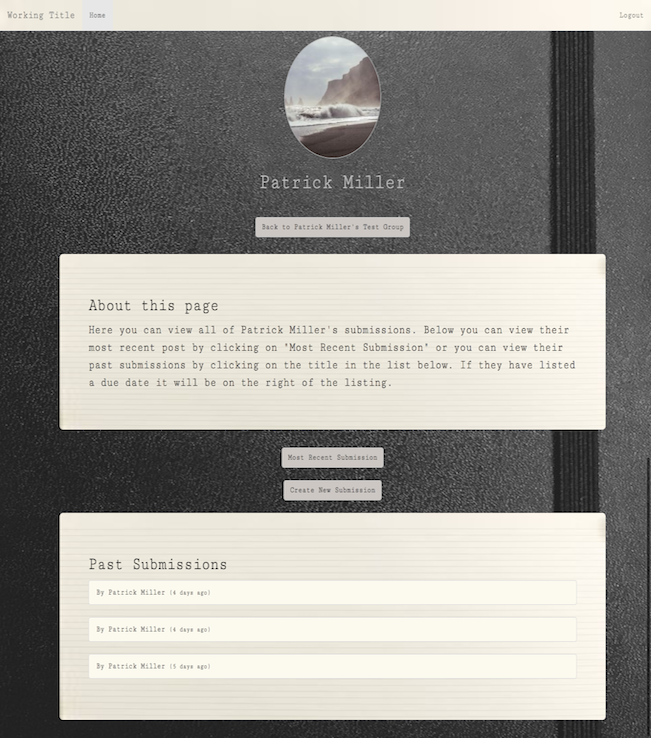 Working Title Home Logout
Patrick Miller
Back to Patrick Miller's Test Group
About this page
Here you can view all of Patrick Miller's submissions. Below you can view their
most recent post by clicking on 'Most Recent Submission' or you can view their
past submissions by clicking on the title in the list below. If they have listed
a due date it will be on the right of the listing.
Most Recent Submission
Create New Submission
Past Submissions
By Patrick Miller (4 days ago)
By Patrick Miller (4 days ago)
By Patrick Miller (5 days ago)